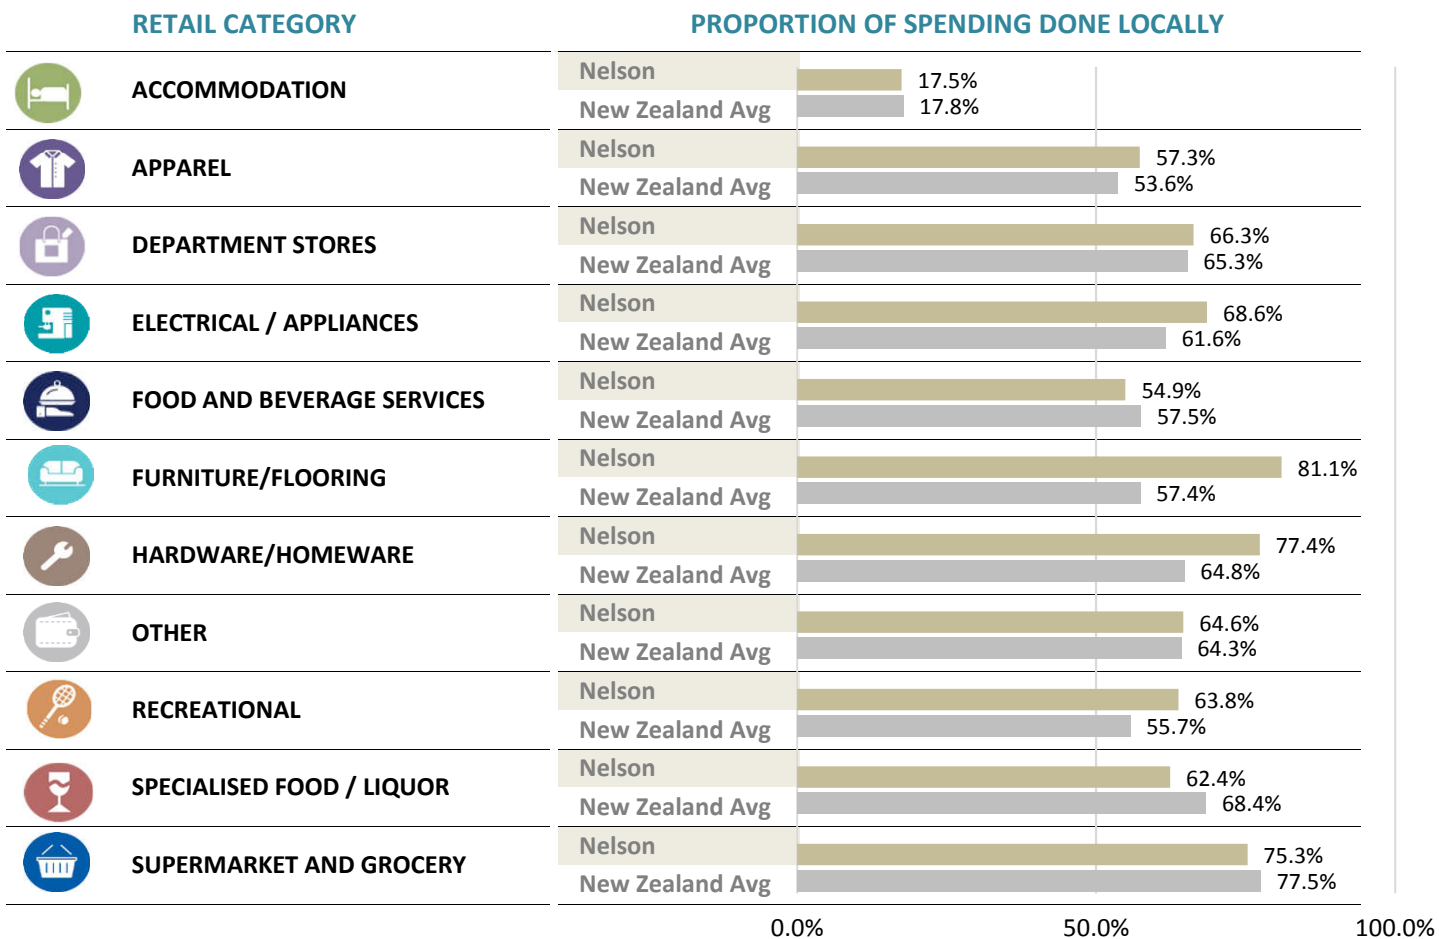 RETAIL CATEGORY PROPORTION OF SPENDING DONE LOCALLY
ACCOMMODATION
Nelson 17.5%
New Zealand Avg 17.8%
APPAREL
Nelson 57.3%
New Zealand Avg 53.6%
DEPARTMENT STORES
Nelson 66.3%
New Zealand Avg 65.3%
ELECTRICAL / APPLIANCES
Nelson 68.6%
New Zealand Avg 61.6%
FOOD AND BEVERAGE SERVICES
Nelson 54.9%
New Zealand Avg 57.5%
FURNITURE/FLOORING
Nelson 81.1%
New Zealand Avg 57.4%
HARDWARE/HOMEWARE
Nelson 77.4%
New Zealand Avg 64.8%
OTHER
Nelson 64.6%
New Zealand Avg 64.3%
RECREATIONAL
Nelson 63.8%
New Zealand Avg 55.7%
SPECIALISED FOOD / LIQUOR
Nelson 62.4%
New Zealand Avg 68.4%
SUPERMARKET AND GROCERY
Nelson 75.3%
New Zealand Avg 77.5%
0.0% 50.0% 100.0%